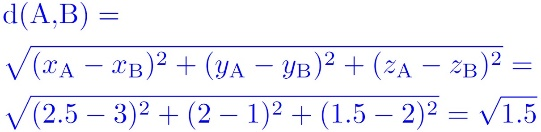 d(A,B) =
√(x_A − x_B)² + (y_A − y_B)² + (z_A − z_B)² =
√(2.5 − 3)² + (2 − 1)² + (1.5 − 2)² = √1.5